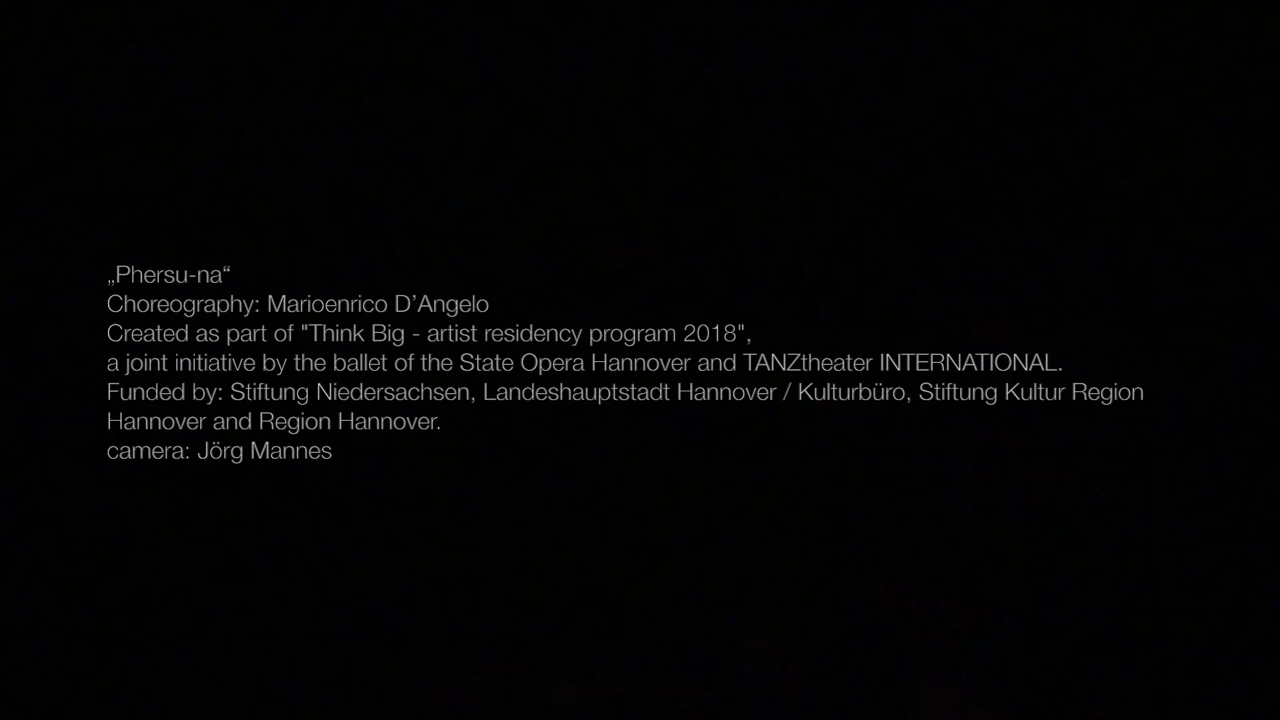 „Phersu-na“
Choreography: Marioenrico D’Angelo
Created as part of "Think Big - artist residency program 2018",
a joint initiative by the ballet of the State Opera Hannover and TANZtheater INTERNATIONAL.
Funded by: Stiftung Niedersachsen, Landeshauptstadt Hannover / Kulturbüro, Stiftung Kultur Region
Hannover and Region Hannover.
camera: Jörg Mannes